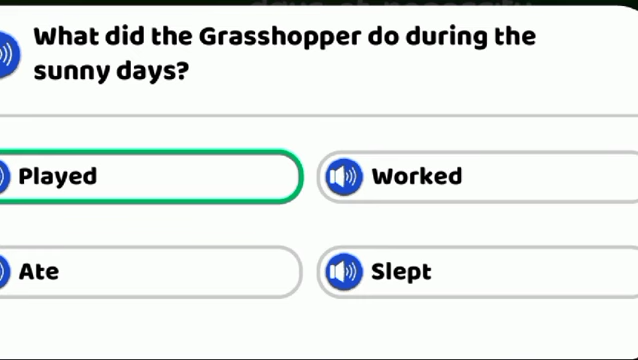 What did the Grasshopper do during the
sunny days?
Played
Worked
Ate
Slept